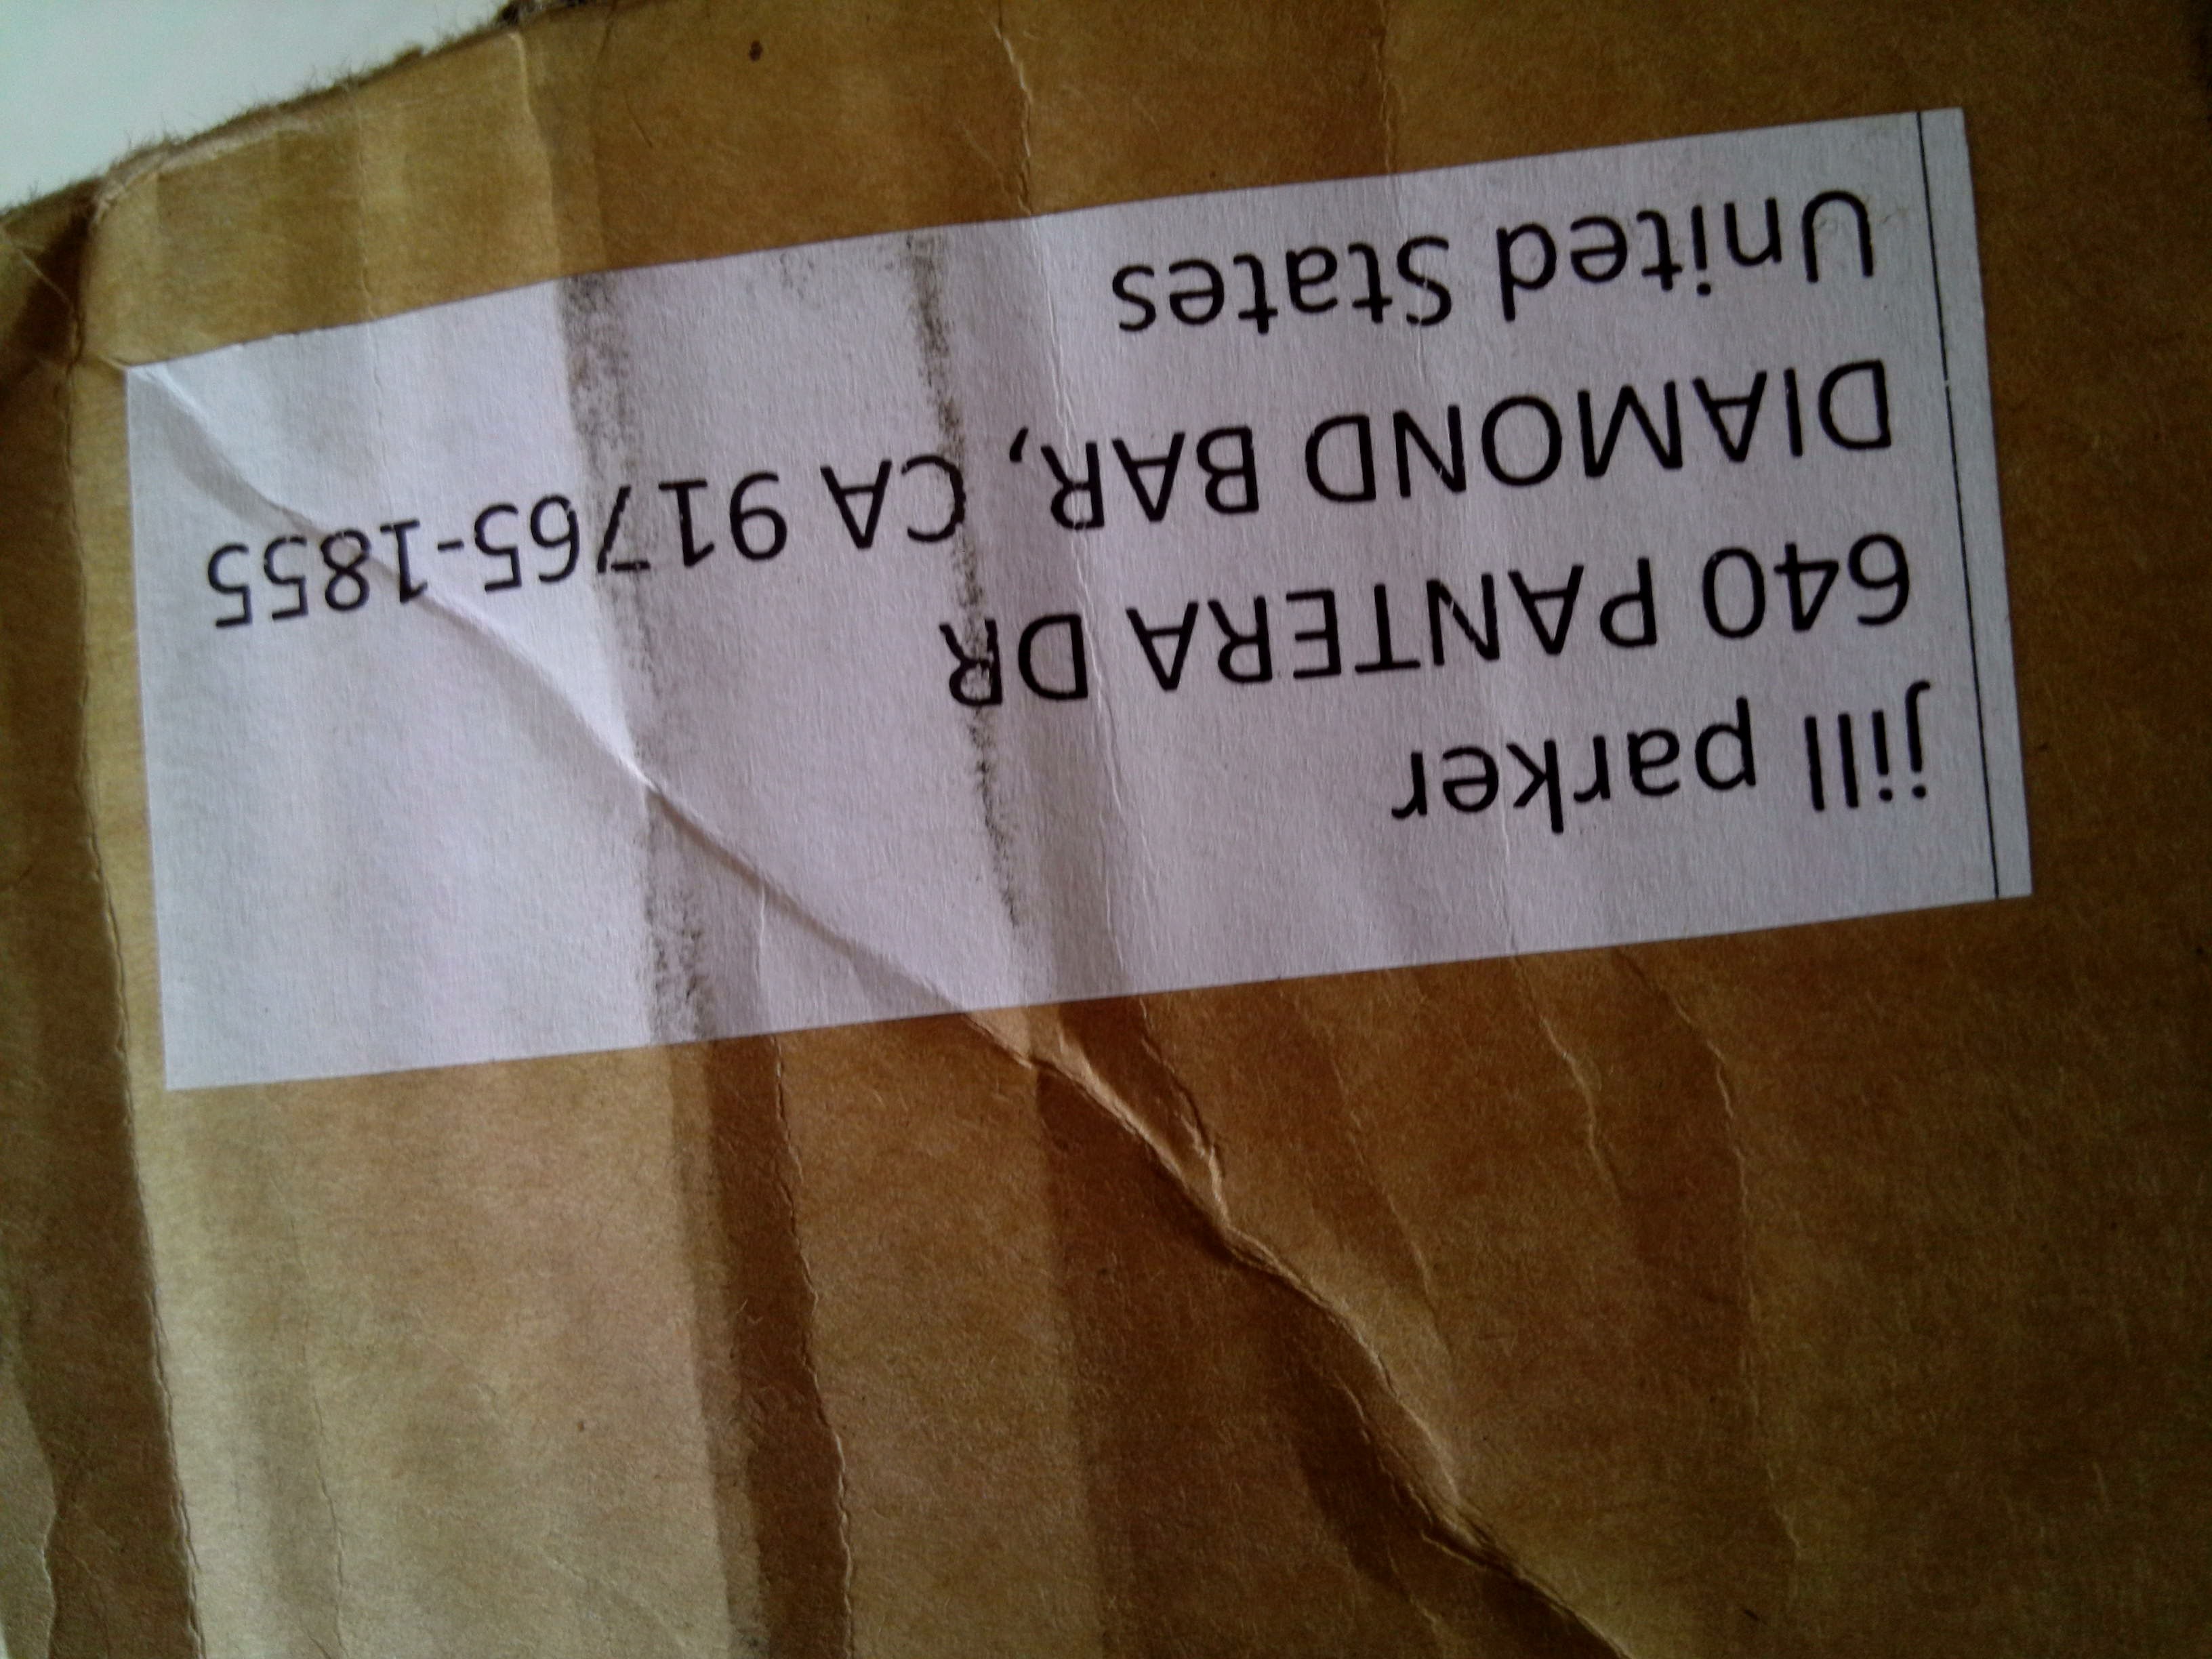 jill parker
640 PANTERA DR
DIAMOND BAR, CA 91765-1855
United States